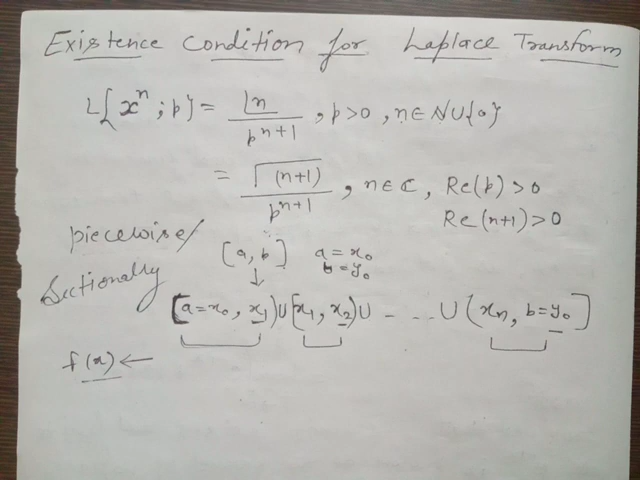 Existence Condition for Laplace Transform
L{x^n ; p} = ⌊n / p^(n+1) , p>0 , n ∈ N∪{0}
= Γ(n+1) / p^(n+1) , n ∈ C, Re(p) > 0
Re(n+1) > 0
piecewise/
Sectionally
[a, b] a = x₀
b = y₀
↓
[a=x₀, x₁) ∪ [x₁, x₂) ∪ - ... ∪ (x_n, b=y₀]
f(x) ←